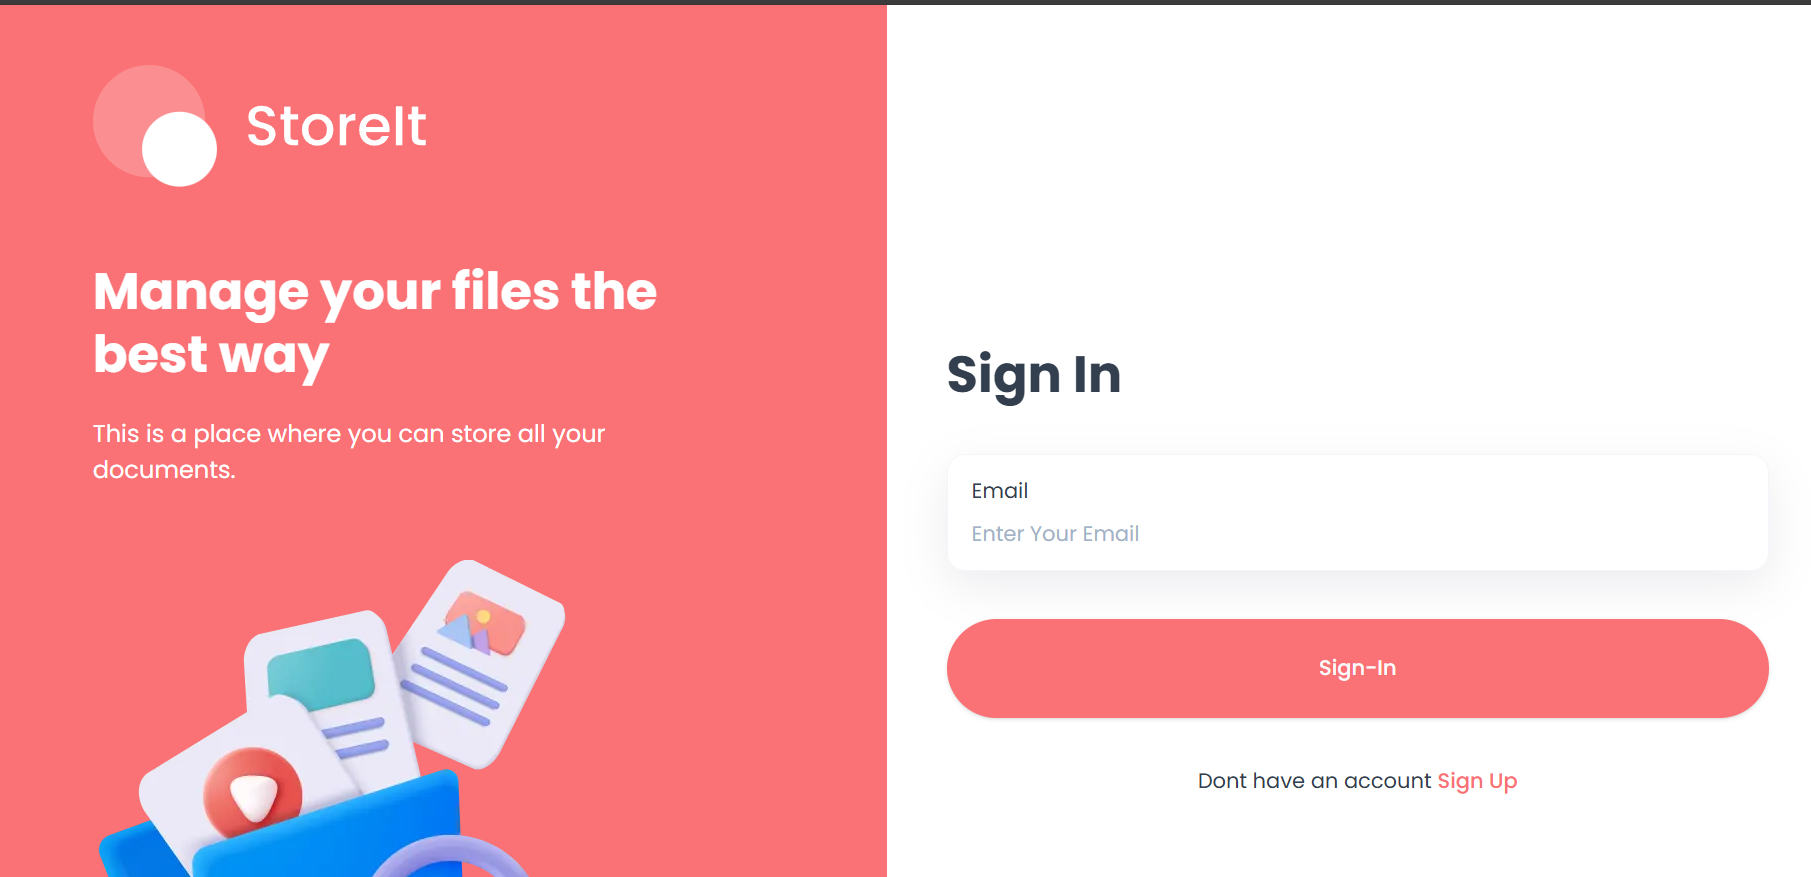 StoreIt
Manage your files the
best way
This is a place where you can store all your
documents.
Sign In
Email
Enter Your Email
Sign-In
Dont have an account Sign Up